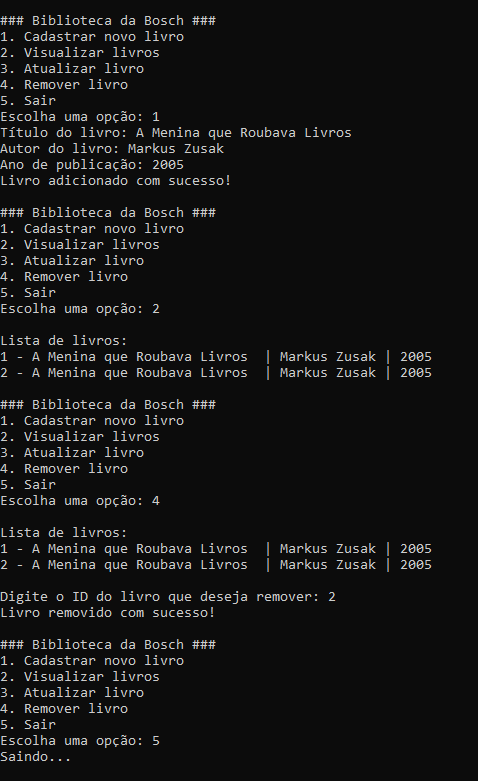 ### Biblioteca da Bosch ###
1. Cadastrar novo livro
2. Visualizar livros
3. Atualizar livro
4. Remover livro
5. Sair
Escolha uma opção: 1
Título do livro: A Menina que Roubava Livros
Autor do livro: Markus Zusak
Ano de publicação: 2005
Livro adicionado com sucesso!

### Biblioteca da Bosch ###
1. Cadastrar novo livro
2. Visualizar livros
3. Atualizar livro
4. Remover livro
5. Sair
Escolha uma opção: 2

Lista de livros:
1 - A Menina que Roubava Livros  | Markus Zusak | 2005
2 - A Menina que Roubava Livros  | Markus Zusak | 2005

### Biblioteca da Bosch ###
1. Cadastrar novo livro
2. Visualizar livros
3. Atualizar livro
4. Remover livro
5. Sair
Escolha uma opção: 4

Lista de livros:
1 - A Menina que Roubava Livros  | Markus Zusak | 2005
2 - A Menina que Roubava Livros  | Markus Zusak | 2005

Digite o ID do livro que deseja remover: 2
Livro removido com sucesso!

### Biblioteca da Bosch ###
1. Cadastrar novo livro
2. Visualizar livros
3. Atualizar livro
4. Remover livro
5. Sair
Escolha uma opção: 5
Saindo...